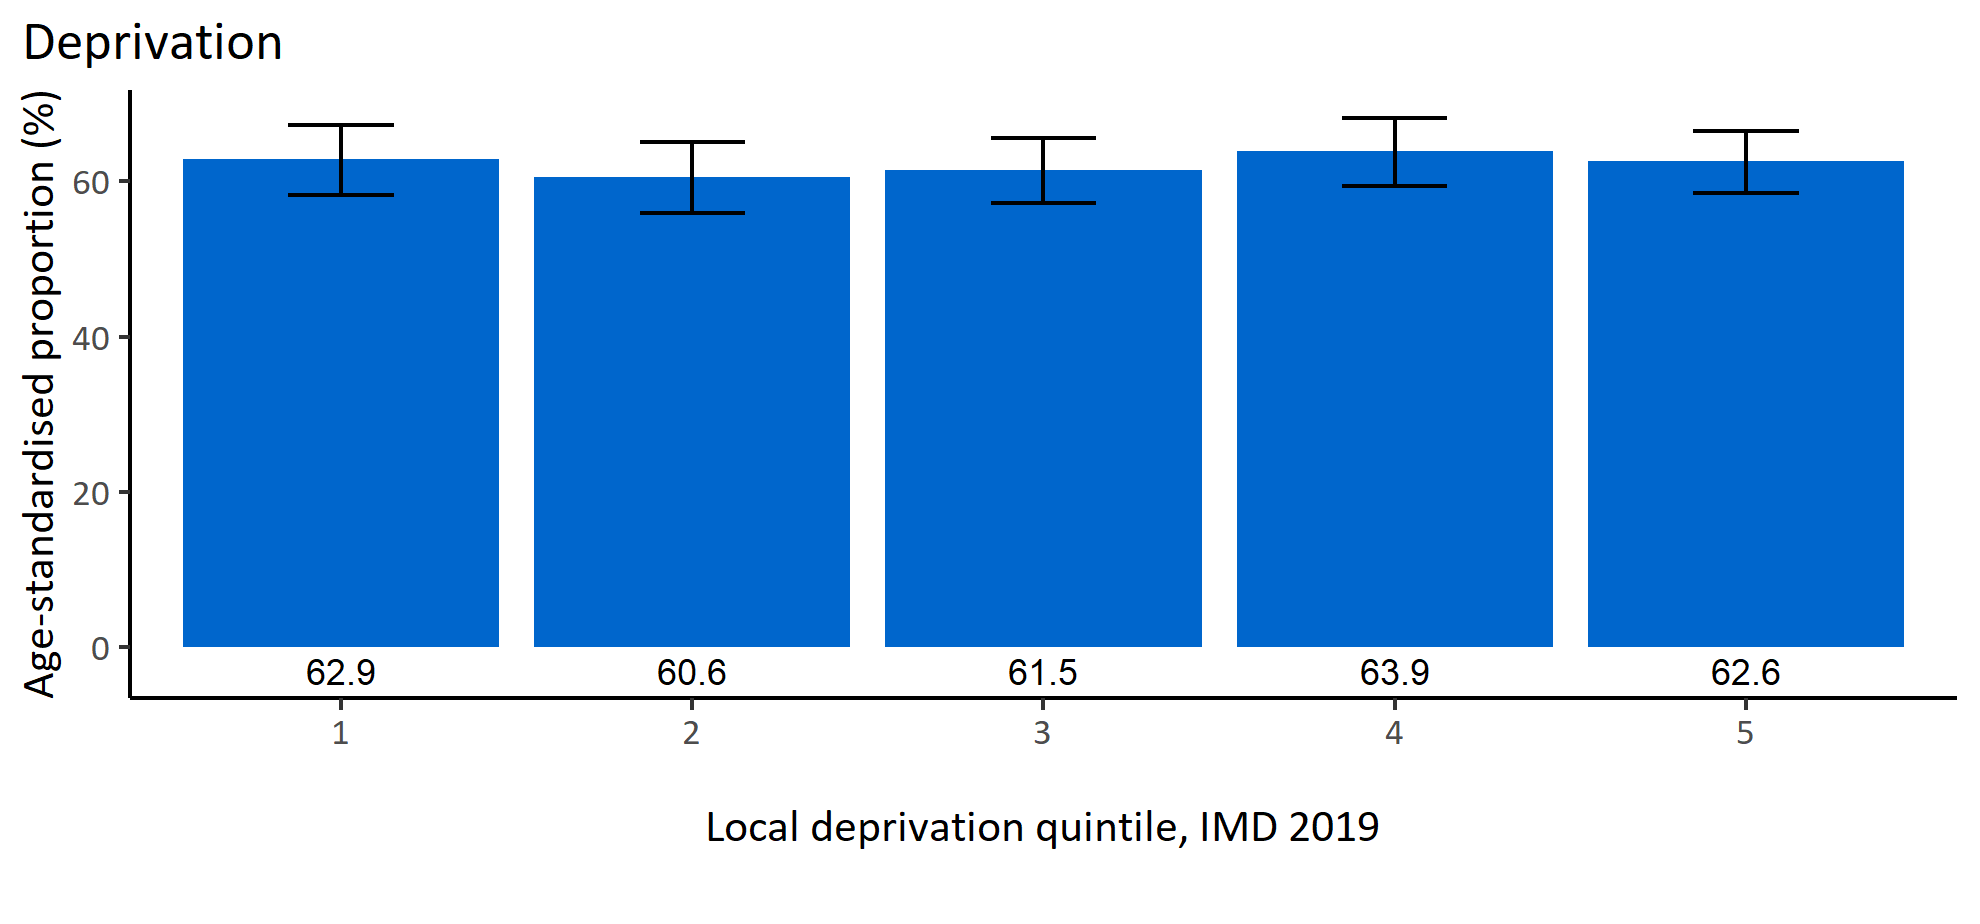 Deprivation
Age-standardised proportion (%)
60
40
20
0
62.9 60.6 61.5 63.9 62.6
1 2 3 4 5
Local deprivation quintile, IMD 2019